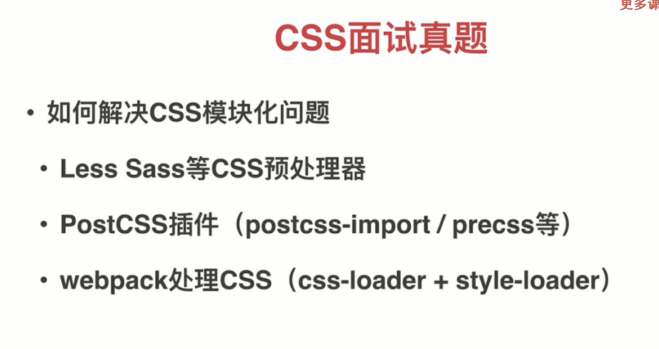 更多课
CSS面试真题
• 如何解决CSS模块化问题
• Less Sass等CSS预处理器
• PostCSS插件（postcss-import / precss等）
• webpack处理CSS（css-loader + style-loader）